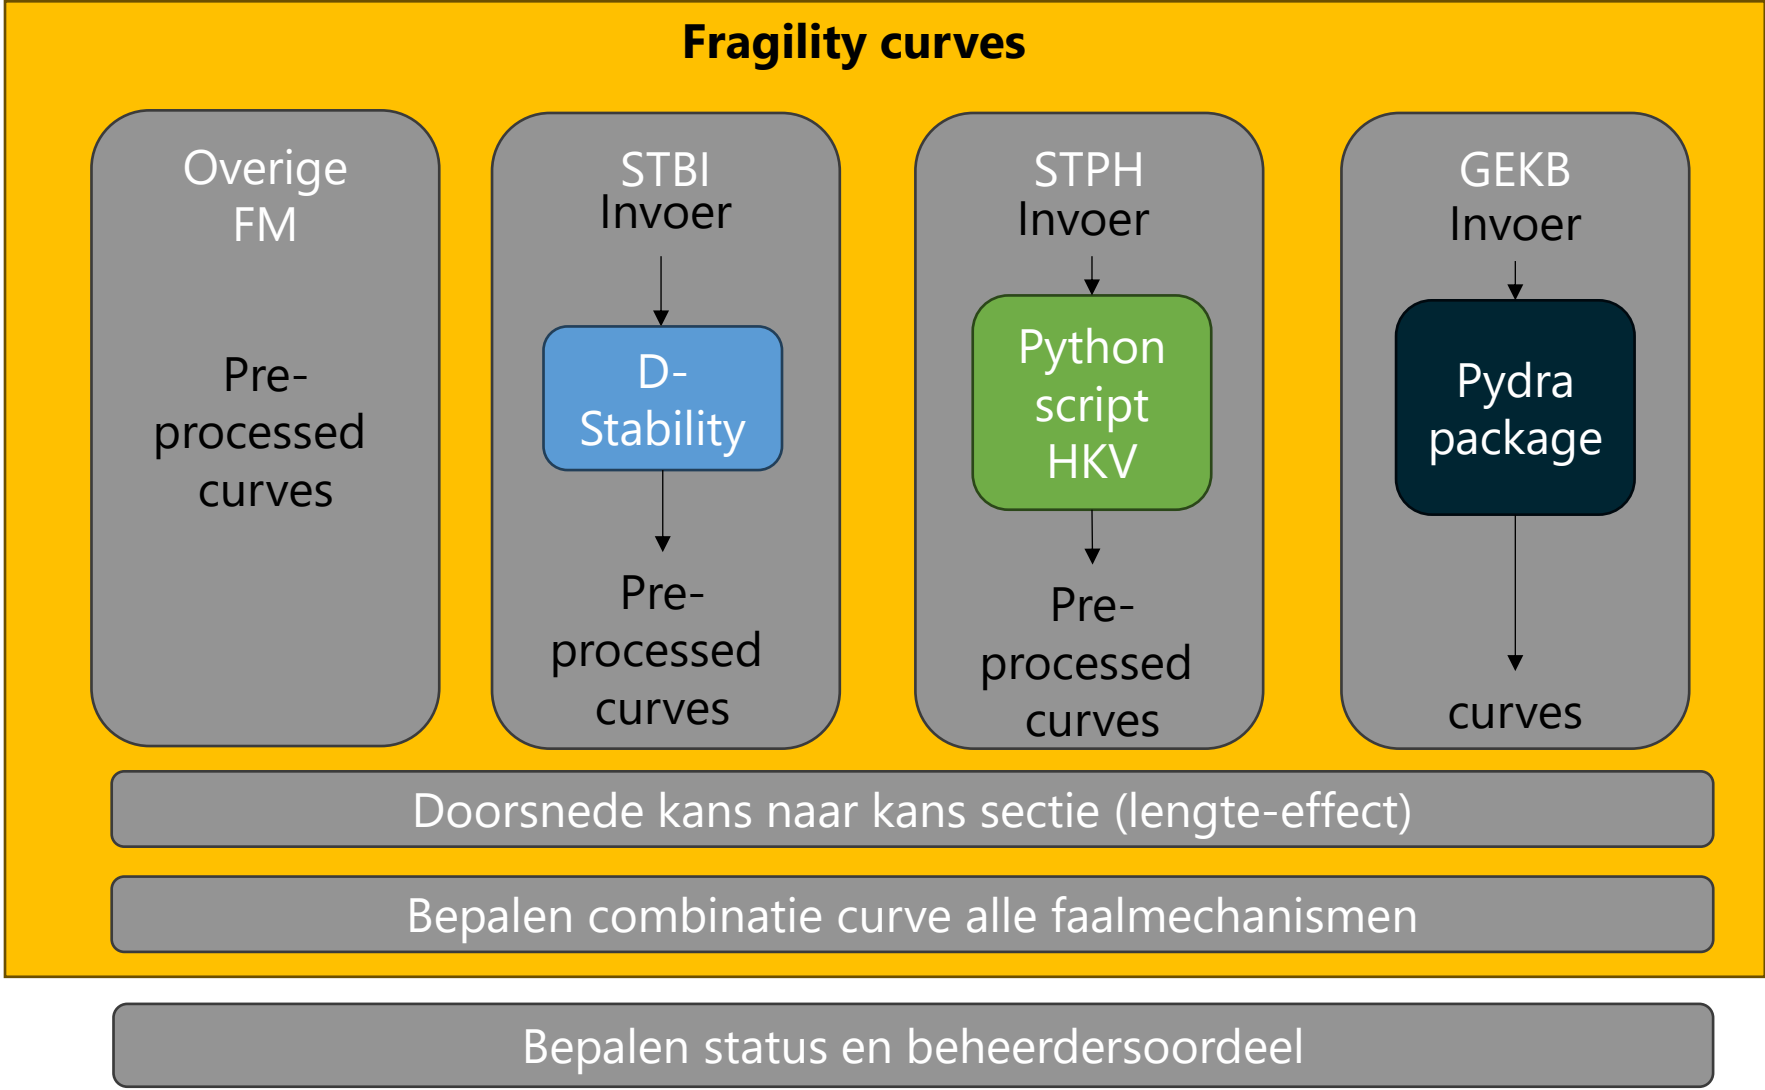 Fragility curves
Overige
FM
Pre-
processed
curves
STBI
Invoer
D-
Stability
Pre-
processed
curves
STPH
Invoer
Python
script
HKV
Pre-
processed
curves
GEKB
Invoer
Pydra
package
curves
Doorsnede kans naar kans sectie (lengte-effect)
Bepalen combinatie curve alle faalmechanismen
Bepalen status en beheerdersoordeel